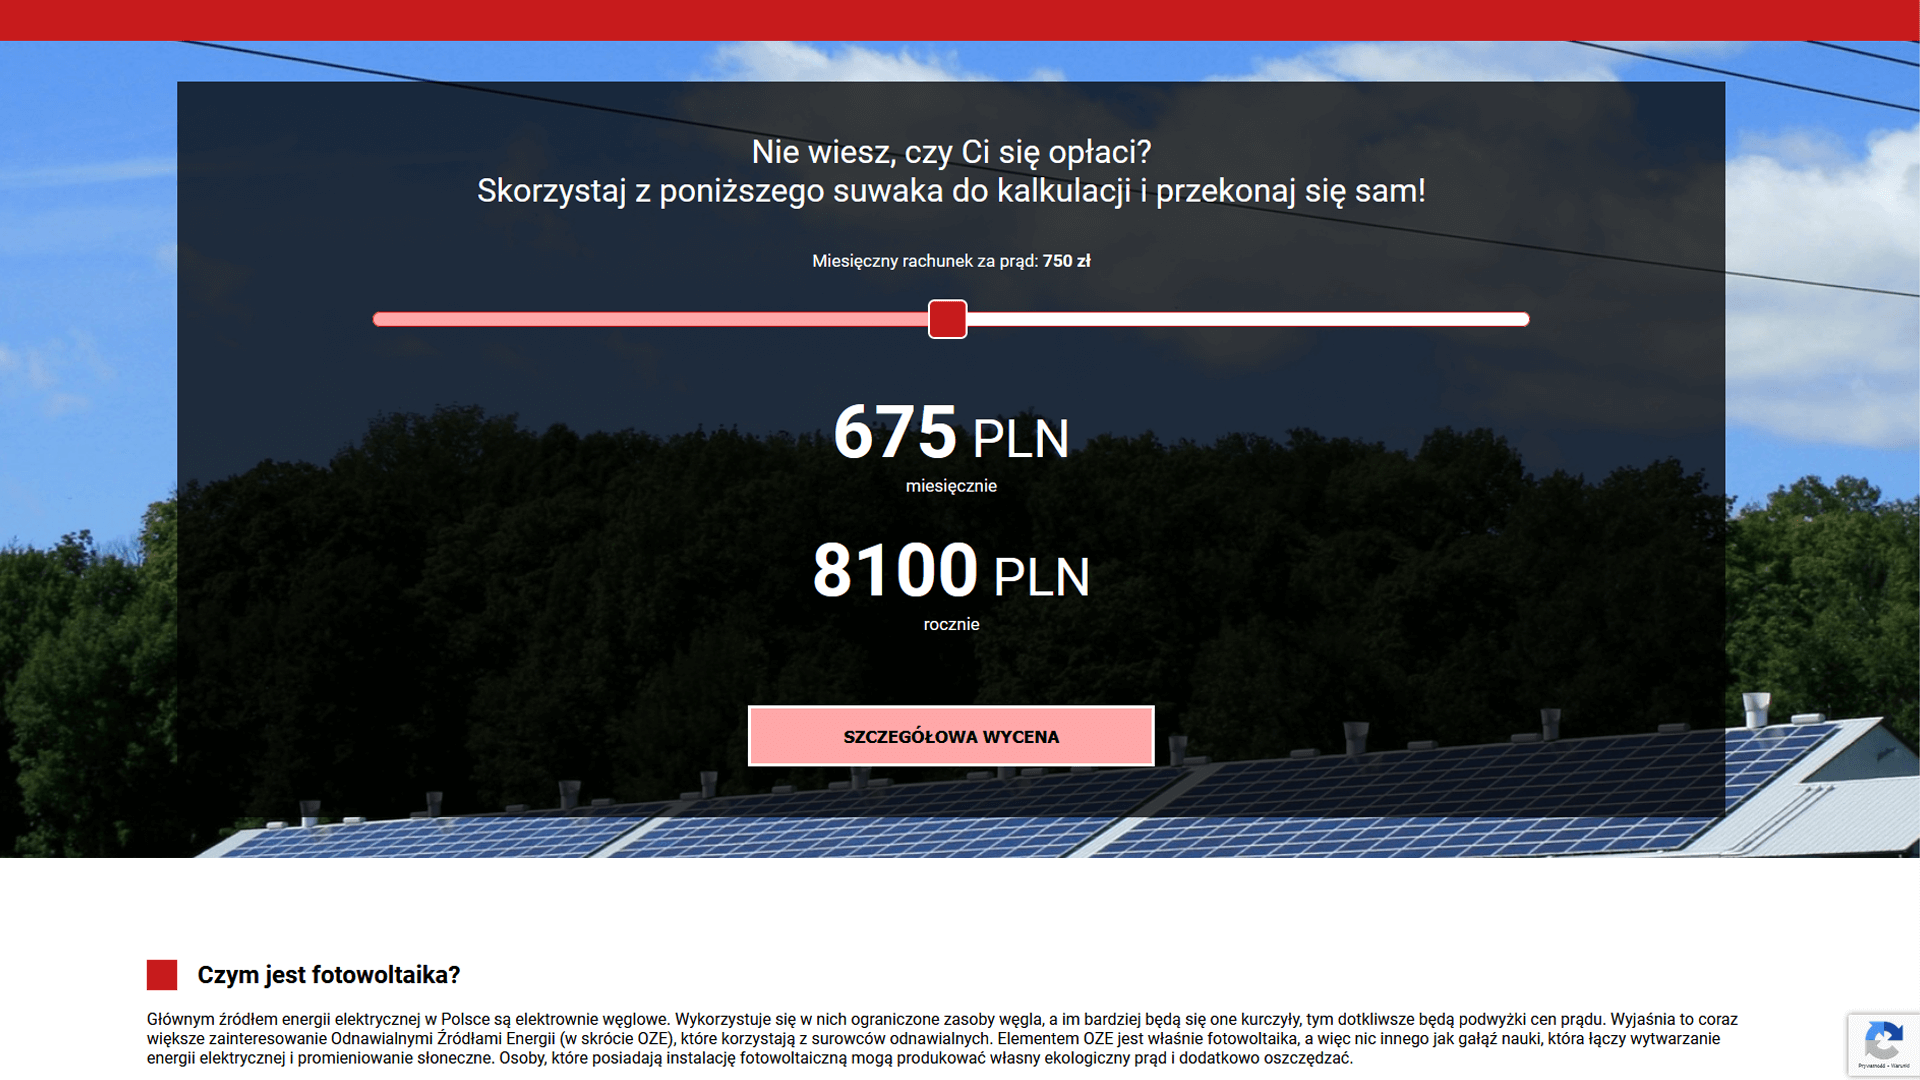 Nie wiesz, czy Ci się opłaci?
Skorzystaj z poniższego suwaka do kalkulacji i przekonaj się sam!
Miesięczny rachunek za prąd: 750 zł
675 PLN
miesięcznie
8100 PLN
rocznie
SZCZEGÓŁOWA WYCENA
Czym jest fotowoltaika?
Głównym źródłem energii elektrycznej w Polsce są elektrownie węglowe. Wykorzystuje się w nich ograniczone zasoby węgla, a im bardziej będą się one kurczyły, tym dotkliwsze będą podwyżki cen prądu. Wyjaśnia to coraz
większe zainteresowanie Odnawialnymi Źródłami Energii (w skrócie OZE), które korzystają z surowców odnawialnych. Elementem OZE jest właśnie fotowoltaika, a więc nic innego jak gałąź nauki, która łączy wytwarzanie
energii elektrycznej i promieniowanie słoneczne. Osoby, które posiadają instalację fotowoltaiczną mogą produkować własny ekologiczny prąd i dodatkowo oszczędzać.
Prywatność - Warunki